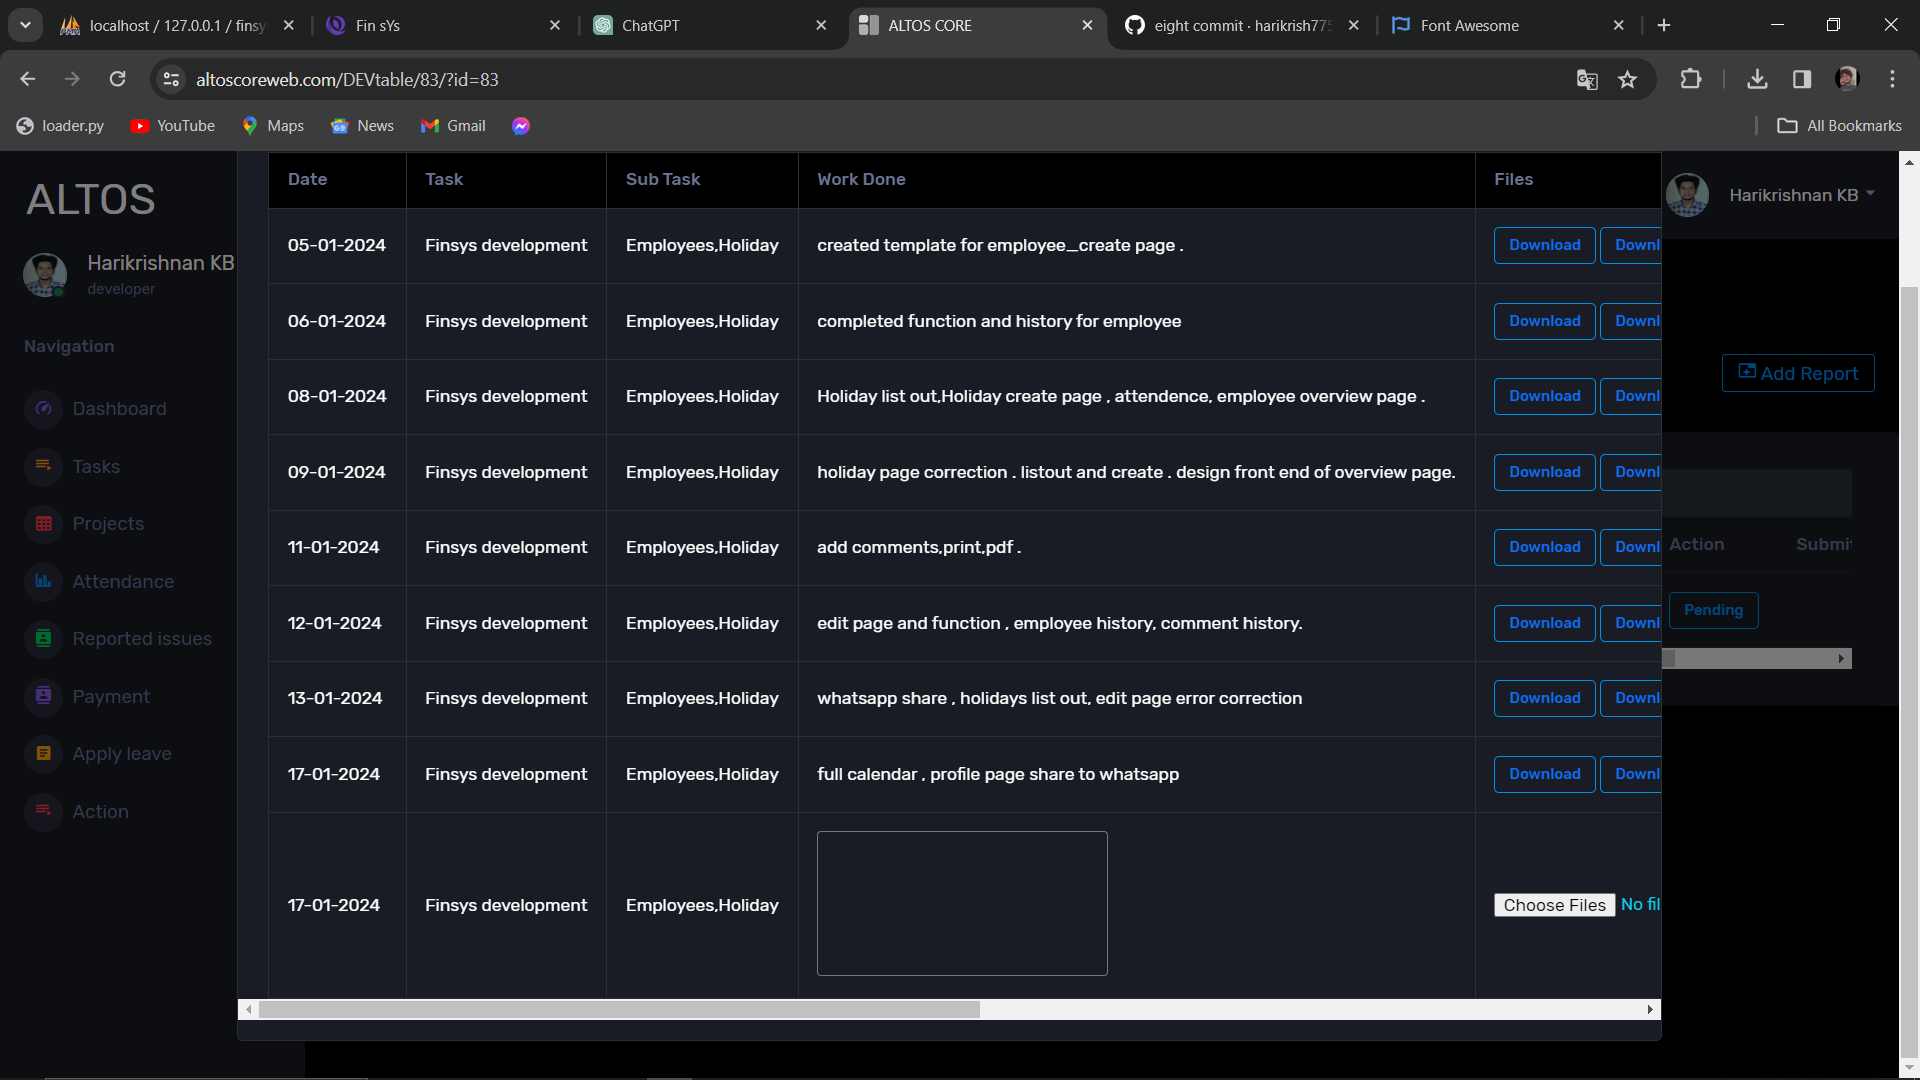 localhost / 127.0.0.1 / finsy
Fin sYs
ChatGPT
ALTOS CORE
eight commit · harikrish775
Font Awesome
altoscoreweb.com/DEVtable/83/?id=83
loader.py
YouTube
Maps
News
Gmail
All Bookmarks
ALTOS
Harikrishnan KB
developer
Navigation
Dashboard
Tasks
Projects
Attendance
Reported issues
Payment
Apply leave
Action
Date Task Sub Task Work Done Files
05-01-2024 Finsys development Employees,Holiday created template for employee_create page . Download Downl
06-01-2024 Finsys development Employees,Holiday completed function and history for employee Download Downl
08-01-2024 Finsys development Employees,Holiday Holiday list out,Holiday create page , attendence, employee overview page . Download Downl
09-01-2024 Finsys development Employees,Holiday holiday page correction . listout and create . design front end of overview page. Download Downl
11-01-2024 Finsys development Employees,Holiday add comments,print,pdf . Download Downl
12-01-2024 Finsys development Employees,Holiday edit page and function , employee history, comment history. Download Downl
13-01-2024 Finsys development Employees,Holiday whatsapp share , holidays list out, edit page error correction Download Downl
17-01-2024 Finsys development Employees,Holiday full calendar , profile page share to whatsapp Download Downl
17-01-2024 Finsys development Employees,Holiday Choose Files No fil
Harikrishnan KB
Add Report
Action Submit
Pending